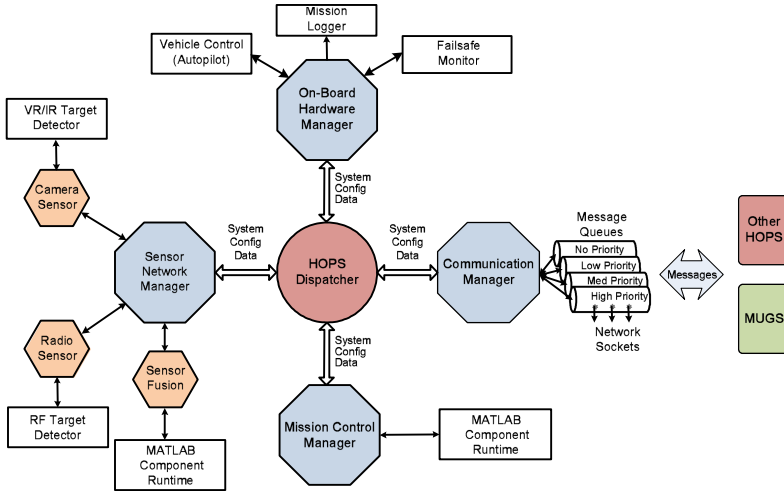 Mission
Logger
Vehicle Control
(Autopilot)
Failsafe
Monitor
On-Board
Hardware
Manager
VR/IR Target
Detector
Camera
Sensor
System
Config
Data
System
Config
Data
System
Config
Data
Message
Queues
No Priority
Low Priority
Med Priority
High Priority
Network
Sockets
Messages
Other
HOPS
MUGS
Sensor
Network
Manager
HOPS
Dispatcher
Communication
Manager
Radio
Sensor
Sensor
Fusion
System
Config
Data
RF Target
Detector
MATLAB
Component
Runtime
Mission Control
Manager
MATLAB
Component
Runtime